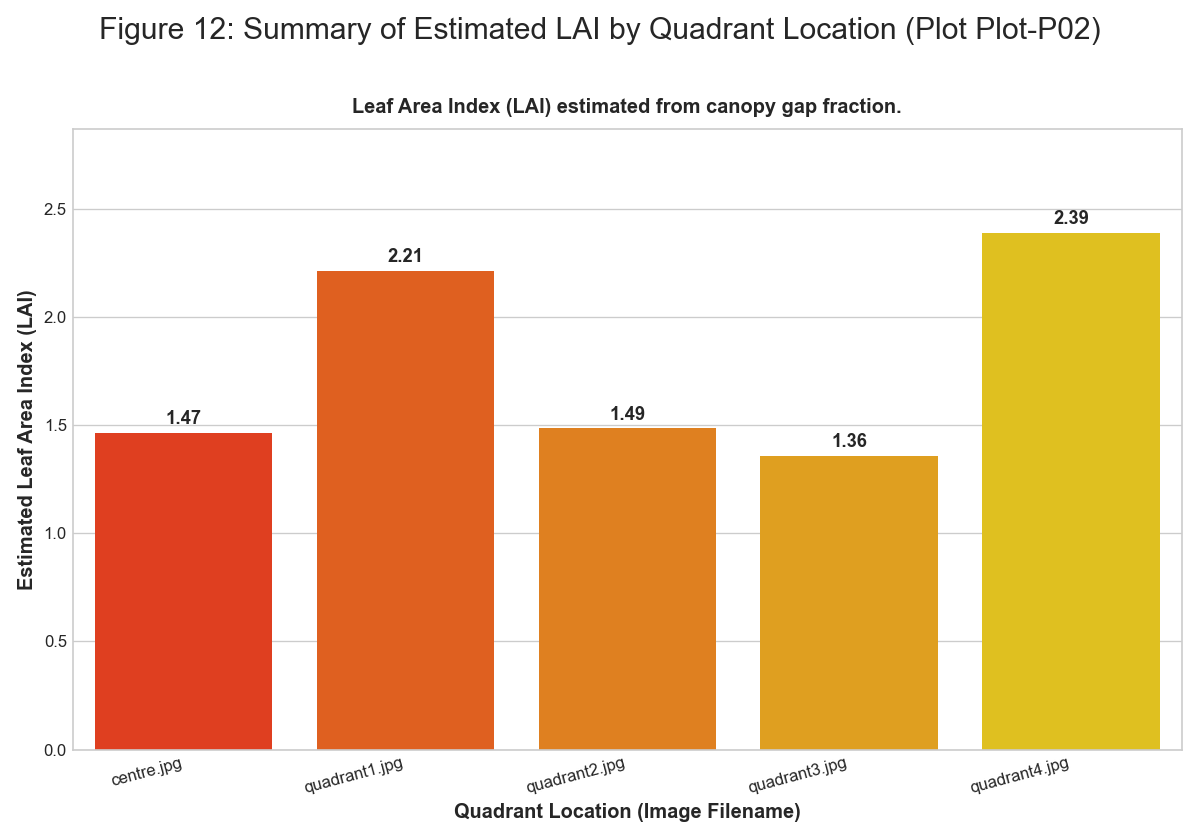 Figure 12: Summary of Estimated LAI by Quadrant Location (Plot Plot-P02)
Leaf Area Index (LAI) estimated from canopy gap fraction.
Estimated Leaf Area Index (LAI)
2.5
2.0
1.5
1.0
0.5
0.0
1.47
2.21
1.49
1.36
2.39
centre.jpg
quadrant1.jpg
quadrant2.jpg
quadrant3.jpg
quadrant4.jpg
Quadrant Location (Image Filename)